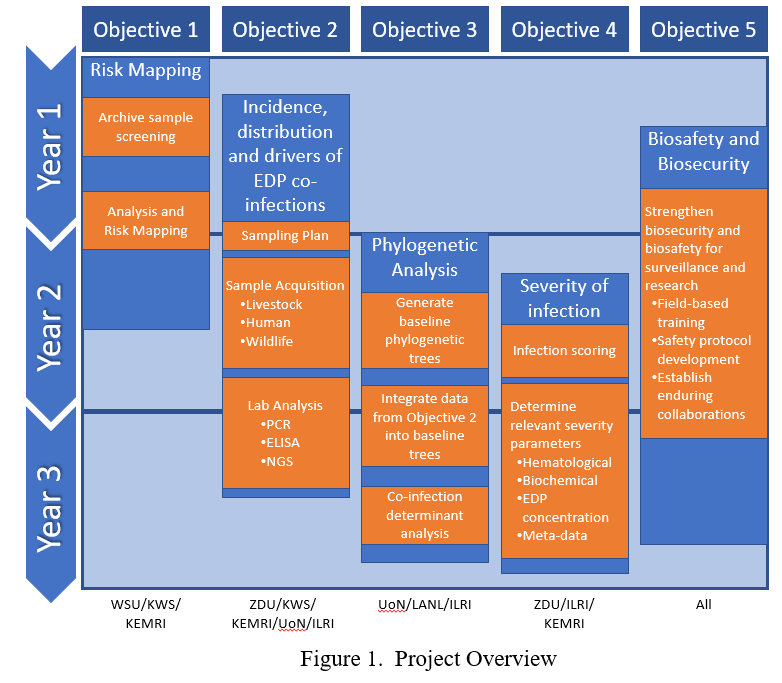 Objective 1
Objective 2
Objective 3
Objective 4
Objective 5
Year 1
Year 2
Year 3
Risk Mapping
Archive sample
screening
Analysis and
Risk Mapping
Incidence,
distribution
and drivers of
EDP co-
infections
Sampling Plan
Sample Acquisition
•Livestock
•Human
•Wildlife
Lab Analysis
•PCR
•ELISA
•NGS
Phylogenetic
Analysis
Generate
baseline
phylogenetic
trees
Integrate data
from Objective 2
into baseline
trees
Co-infection
determinant
analysis
Severity of
infection
Infection scoring
Determine
relevant severity
parameters
•Hematological
•Biochemical
•EDP
concentration
•Meta-data
Biosafety and
Biosecurity
Strengthen
biosecurity and
biosafety for
surveillance and
research
•Field-based
training
•Safety protocol
development
•Establish
enduring
collaborations
WSU/KWS/
KEMRI
ZDU/KWS/
KEMRI/UoN/ILRI
UoN/LANL/ILRI
ZDU/ILRI/
KEMRI
All
Figure 1. Project Overview